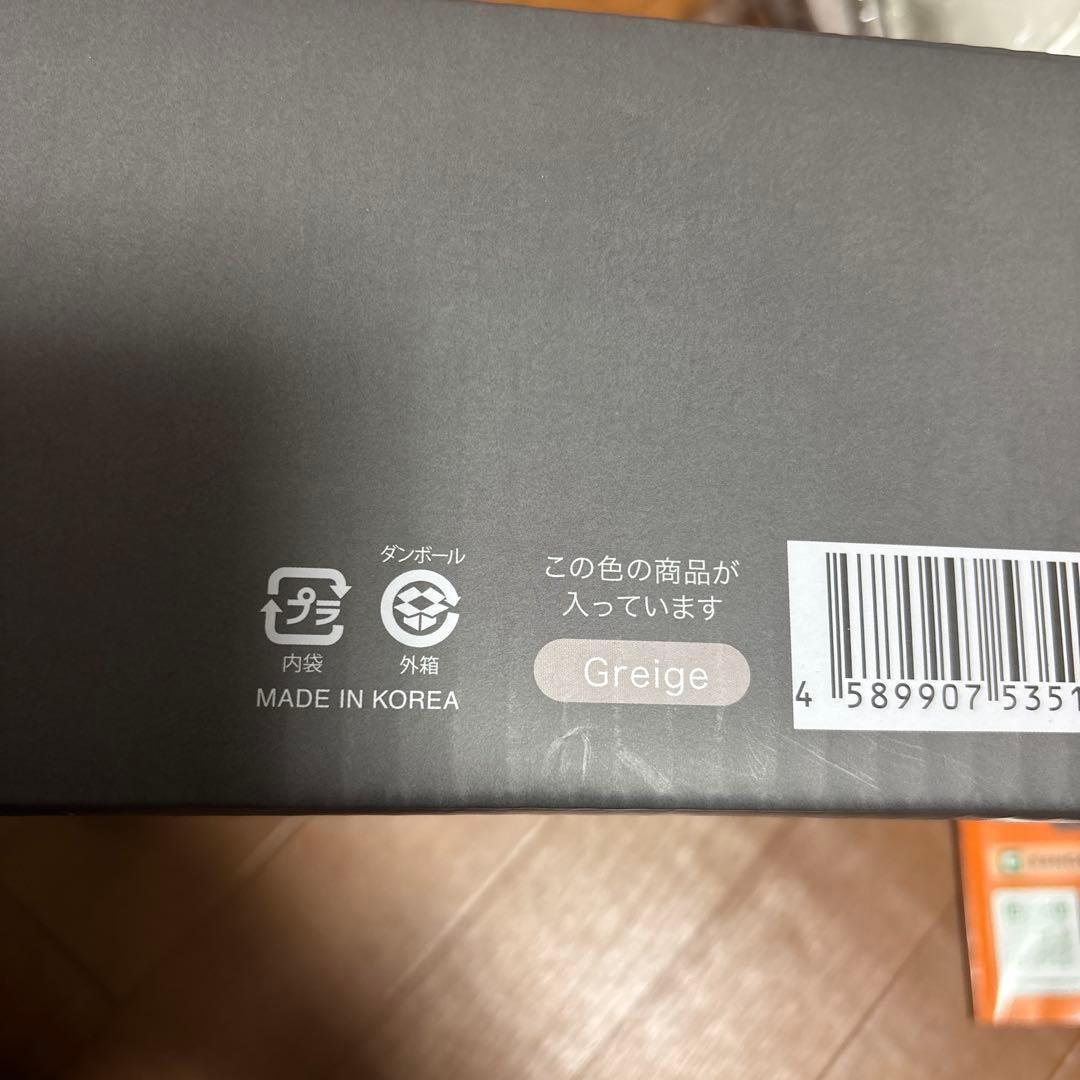 ダンボール
プラ
内袋
外箱
MADE IN KOREA
この色の商品が
入っています
Greige
4 589907 5351